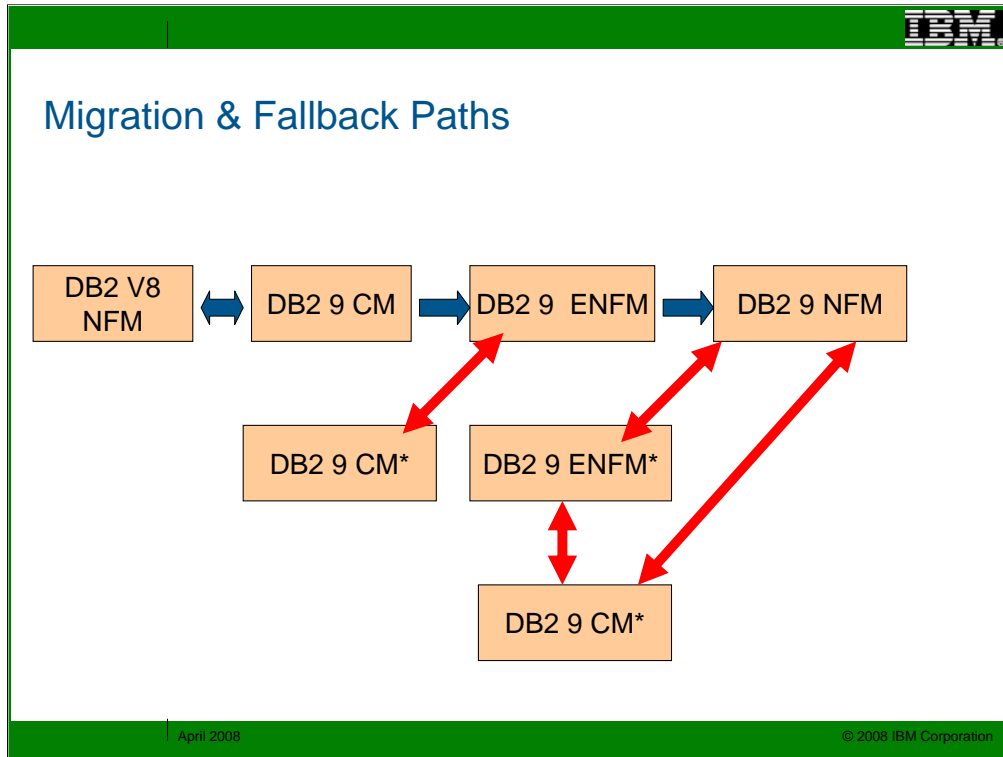 IBM®
Migration & Fallback Paths
DB2 V8
NFM
DB2 9 CM
DB2 9 ENFM
DB2 9 NFM
DB2 9 CM*
DB2 9 ENFM*
DB2 9 CM*
April 2008
© 2008 IBM Corporation